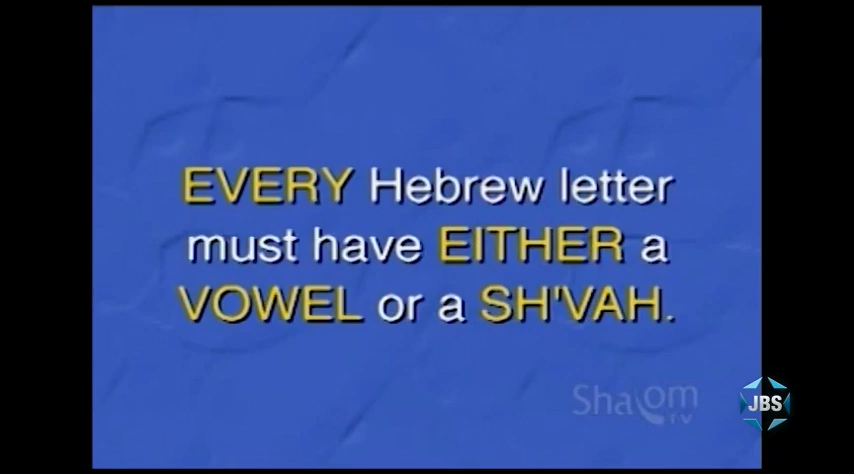 EVERY Hebrew letter
must have EITHER a
VOWEL or a SH'VAH.
Shalom
TV
JBS